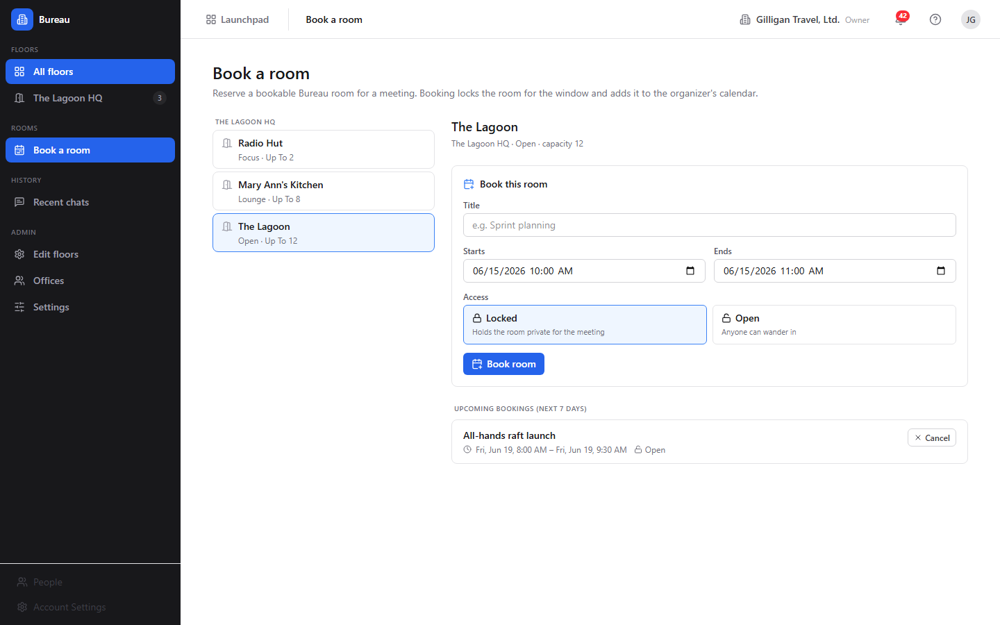 Bureau
FLOORS
All floors
The Lagoon HQ 3
ROOMS
Book a room
HISTORY
Recent chats
ADMIN
Edit floors
Offices
Settings
People
Account Settings
Launchpad
Book a room
Gilligan Travel, Ltd. Owner
42
JG
Book a room
Reserve a bookable Bureau room for a meeting. Booking locks the room for the window and adds it to the organizer's calendar.
THE LAGOON HQ
Radio Hut
Focus · Up To 2
Mary Ann's Kitchen
Lounge · Up To 8
The Lagoon
Open · Up To 12
The Lagoon
The Lagoon HQ · Open · capacity 12
Book this room
Title
e.g. Sprint planning
Starts
06/15/2026 10:00 AM
Ends
06/15/2026 11:00 AM
Access
Locked
Holds the room private for the meeting
Open
Anyone can wander in
Book room
UPCOMING BOOKINGS (NEXT 7 DAYS)
All-hands raft launch
Fri, Jun 19, 8:00 AM – Fri, Jun 19, 9:30 AM Open
Cancel